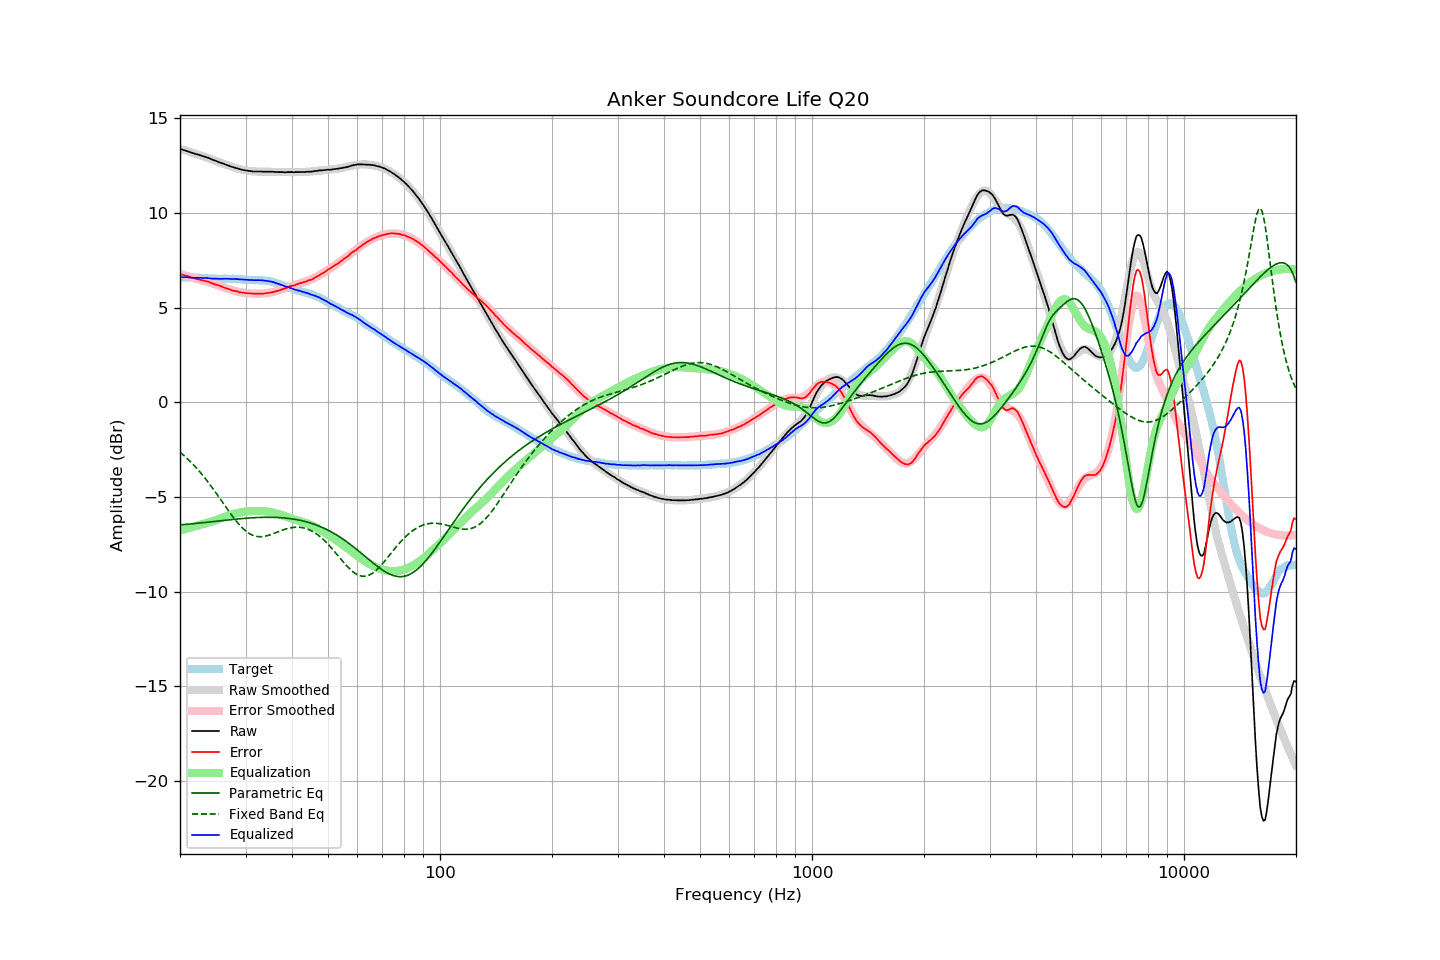 Anker Soundcore Life Q20
15
10
5
0
−5
−10
−15
−20
Amplitude (dBr)
Target
Raw Smoothed
Error Smoothed
Raw
Error
Equalization
Parametric Eq
Fixed Band Eq
Equalized
100
1000
10000
Frequency (Hz)